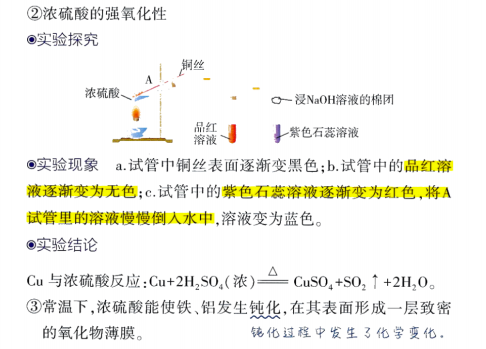 ②浓硫酸的强氧化性
◉实验探究
铜丝
A
浓硫酸
浸NaOH溶液的棉团
品红
溶液
紫色石蕊溶液
◉实验现象 a.试管中铜丝表面逐渐变黑色;b.试管中的品红溶
液逐渐变为无色;c.试管中的紫色石蕊溶液逐渐变为红色,将A
试管里的溶液慢慢倒入水中,溶液变为蓝色。
◉实验结论
Cu与浓硫酸反应:Cu+2H₂SO₄(浓)≜CuSO₄+SO₂↑+2H₂O。
③常温下,浓硫酸能使铁、铝发生钝化,在其表面形成一层致密
的氧化物薄膜。
钝化过程中发生了化学变化.